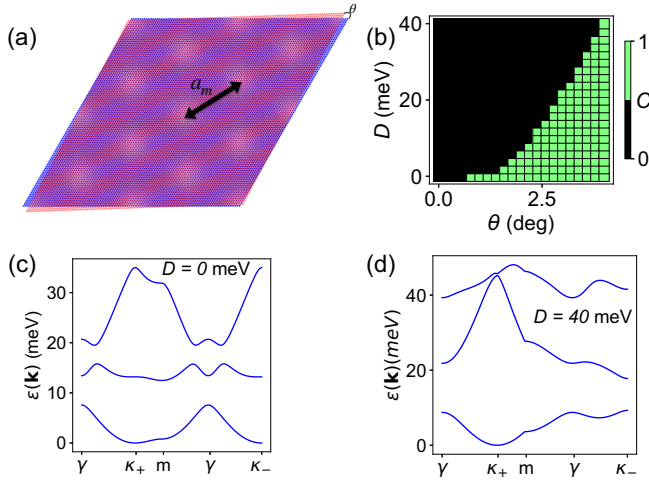 (a)
θ
a_m
(b)
D (meV)
40
20
0
0.0
2.5
θ (deg)
1
C
0
(c)
D = 0 meV
ε(k) (meV)
30
20
10
0
γ
κ₊
m
γ
κ₋
(d)
D = 40 meV
ε(k)(meV)
40
20
0
γ
κ₊
m
γ
κ₋